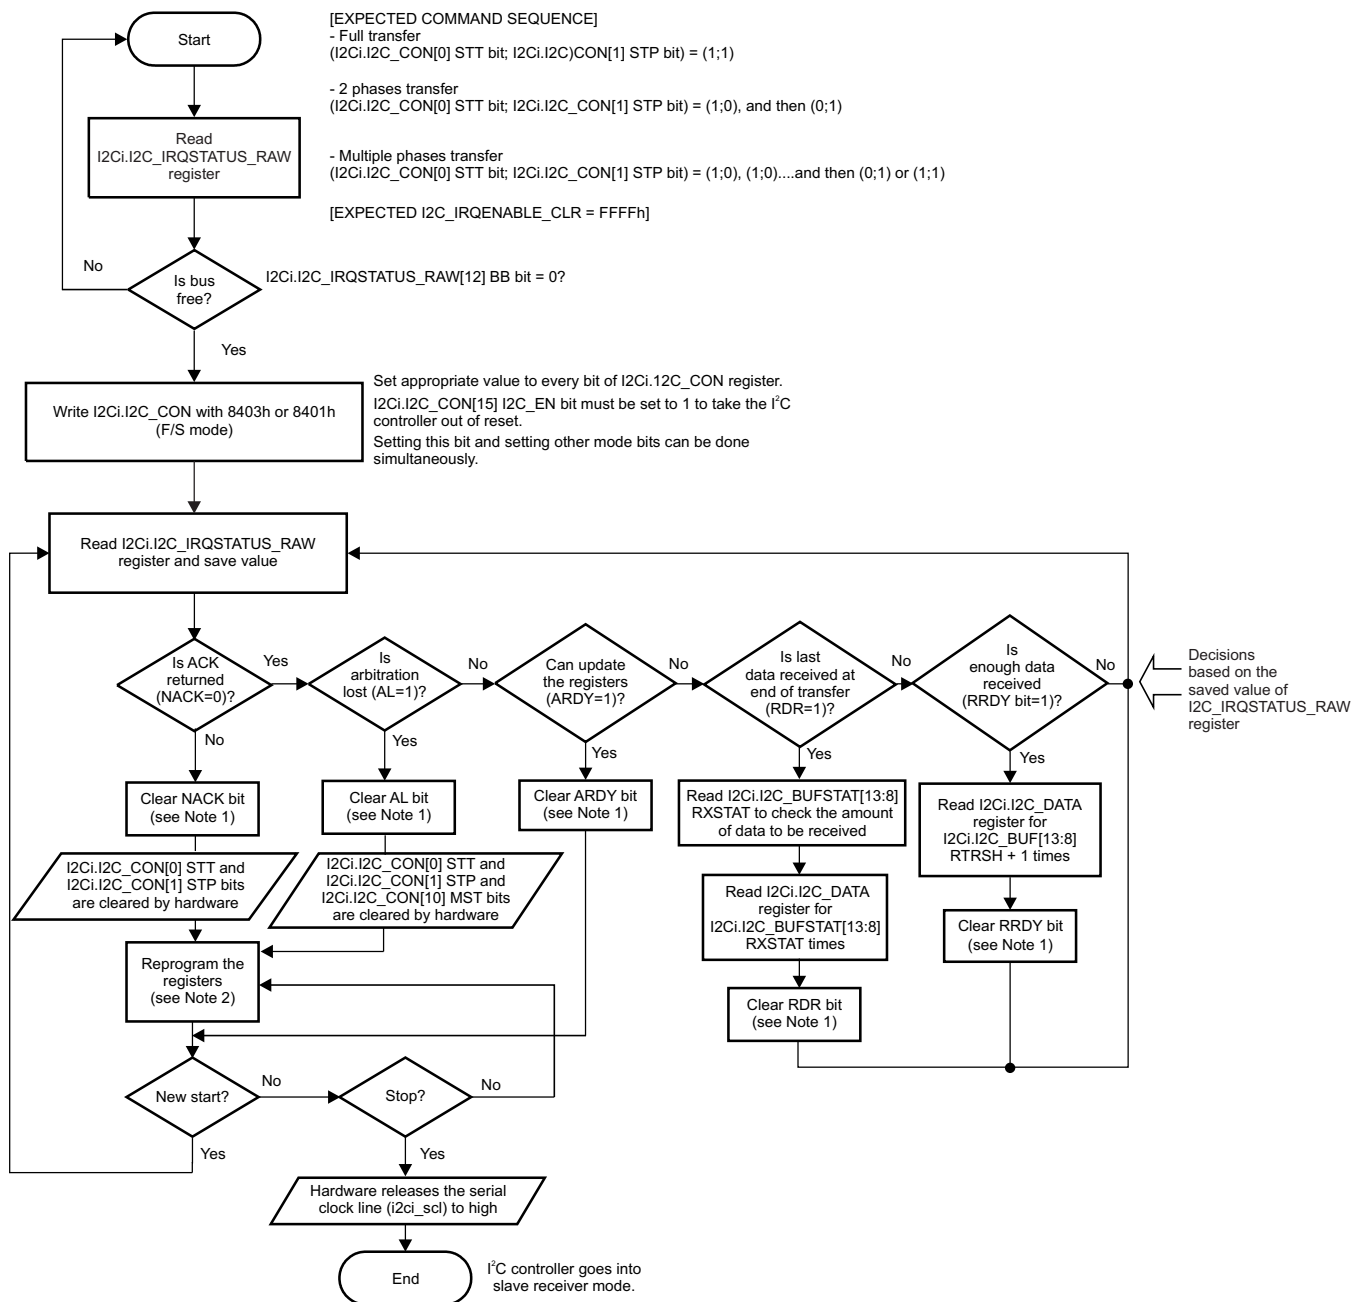 Start
[EXPECTED COMMAND SEQUENCE]
- Full transfer
(I2Ci.I2C_CON[0] STT bit; I2Ci.I2C)CON[1] STP bit) = (1;1)
- 2 phases transfer
(I2Ci.I2C_CON[0] STT bit; I2Ci.I2C_CON[1] STP bit) = (1;0), and then (0;1)
- Multiple phases transfer
(I2Ci.I2C_CON[0] STT bit; I2Ci.I2C_CON[1] STP bit) = (1;0), (1;0)....and then (0;1) or (1;1)
[EXPECTED I2C_IRQENABLE_CLR = FFFFh]
Read
I2Ci.I2C_IRQSTATUS_RAW
register
No
Is bus
free?
I2Ci.I2C_IRQSTATUS_RAW[12] BB bit = 0?
Yes
Write I2Ci.I2C_CON with 8403h or 8401h
(F/S mode)
Set appropriate value to every bit of I2Ci.12C_CON register.
I2Ci.I2C_CON[15] I2C_EN bit must be set to 1 to take the I²C
controller out of reset.
Setting this bit and setting other mode bits can be done
simultaneously.
Read I2Ci.I2C_IRQSTATUS_RAW
register and save value
Is ACK
returned
(NACK=0)?
Yes
No
Is
arbitration
lost (AL=1)?
No
Yes
Can update
the registers
(ARDY=1)?
No
Yes
Is last
data received at
end of transfer
(RDR=1)?
No
Yes
Is
enough data
received
(RRDY bit=1)?
No
Yes
Decisions
based on the
saved value of
I2C_IRQSTATUS_RAW
register
Clear NACK bit
(see Note 1)
Clear AL bit
(see Note 1)
Clear ARDY bit
(see Note 1)
Read I2Ci.I2C_BUFSTAT[13:8]
RXSTAT to check the amount
of data to be received
Read I2Ci.I2C_DATA
register for
I2Ci.I2C_BUF[13:8]
RTRSH + 1 times
I2Ci.I2C_CON[0] STT and
I2Ci.I2C_CON[1] STP bits
are cleared by hardware
I2Ci.I2C_CON[0] STT and
I2Ci.I2C_CON[1] STP and
I2Ci.I2C_CON[10] MST bits
are cleared by hardware
Read I2Ci.I2C_DATA
register for
I2Ci.I2C_BUFSTAT[13:8]
RXSTAT times
Clear RRDY bit
(see Note 1)
Reprogram the
registers
(see Note 2)
Clear RDR bit
(see Note 1)
New start?
No
Yes
Stop?
No
Yes
Hardware releases the serial
clock line (i2ci_scl) to high
End
I²C controller goes into
slave receiver mode.